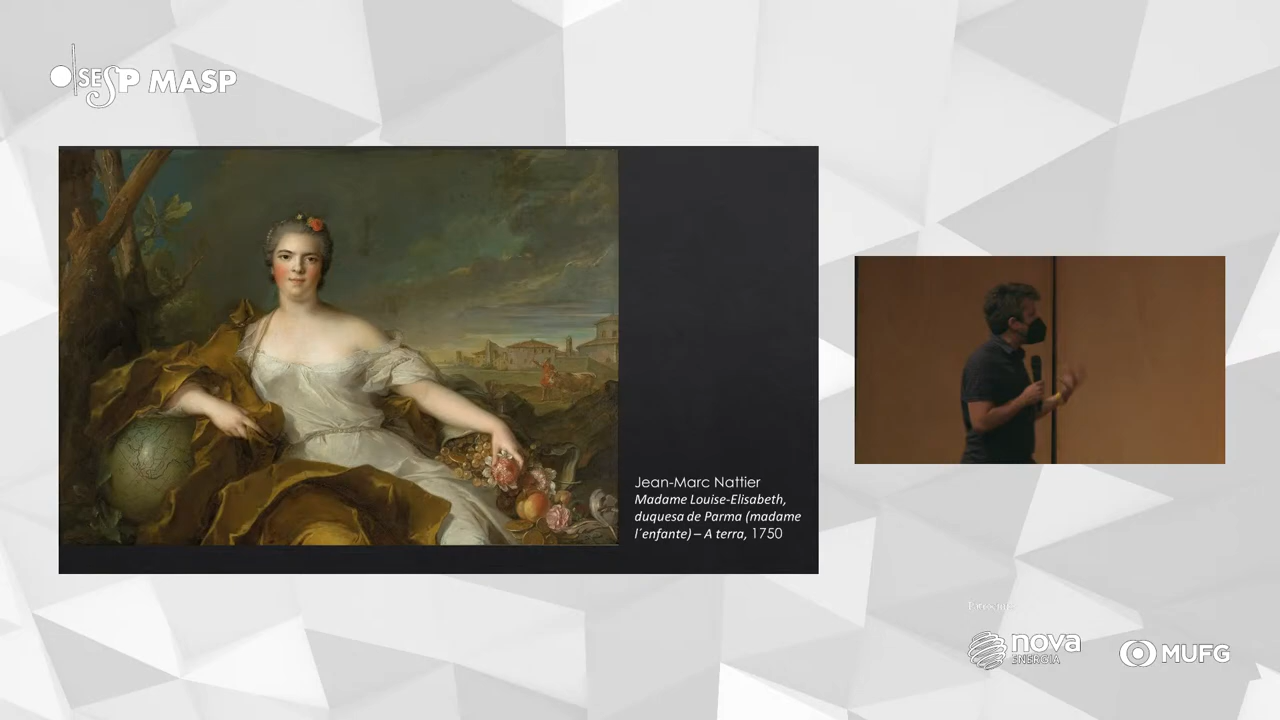 OSESP MASP
Jean-Marc Nattier
Madame Louise-Elisabeth,
duquesa de Parma (madame
l´enfante) – A terra, 1750
nova
ENERGIA
MUFG